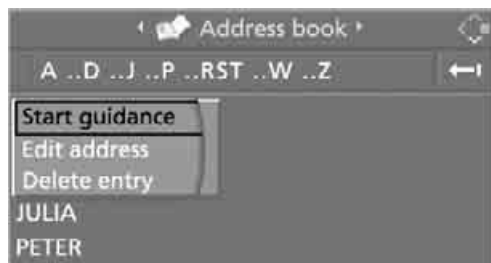 Address book
A ..D ..J ..P ..RST ..W ..Z
Start guidance
Edit address
Delete entry
JULIA
PETER